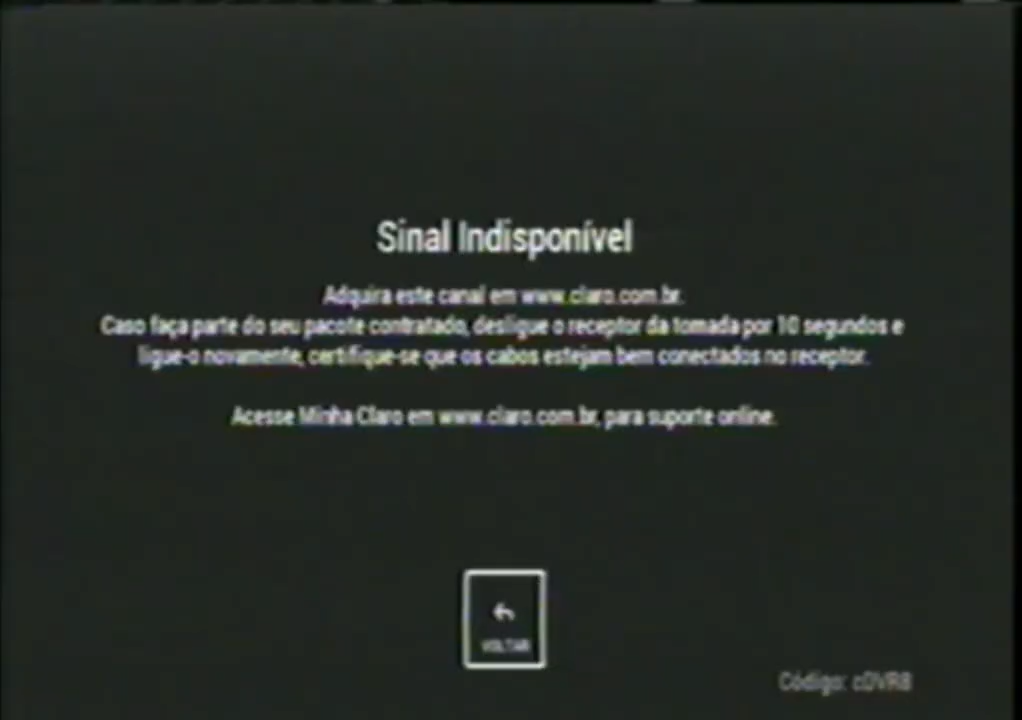 Sinal Indisponível
Adquira este canal em www.claro.com.br.
Caso faça parte do seu pacote contratado, desligue o receptor da tomada por 10 segundos e
ligue-o novamente, certifique-se que os cabos estejam bem conectados no receptor.
Acesse Minha Claro em www.claro.com.br, para suporte online.
VOLTAR
Código: cDVR8